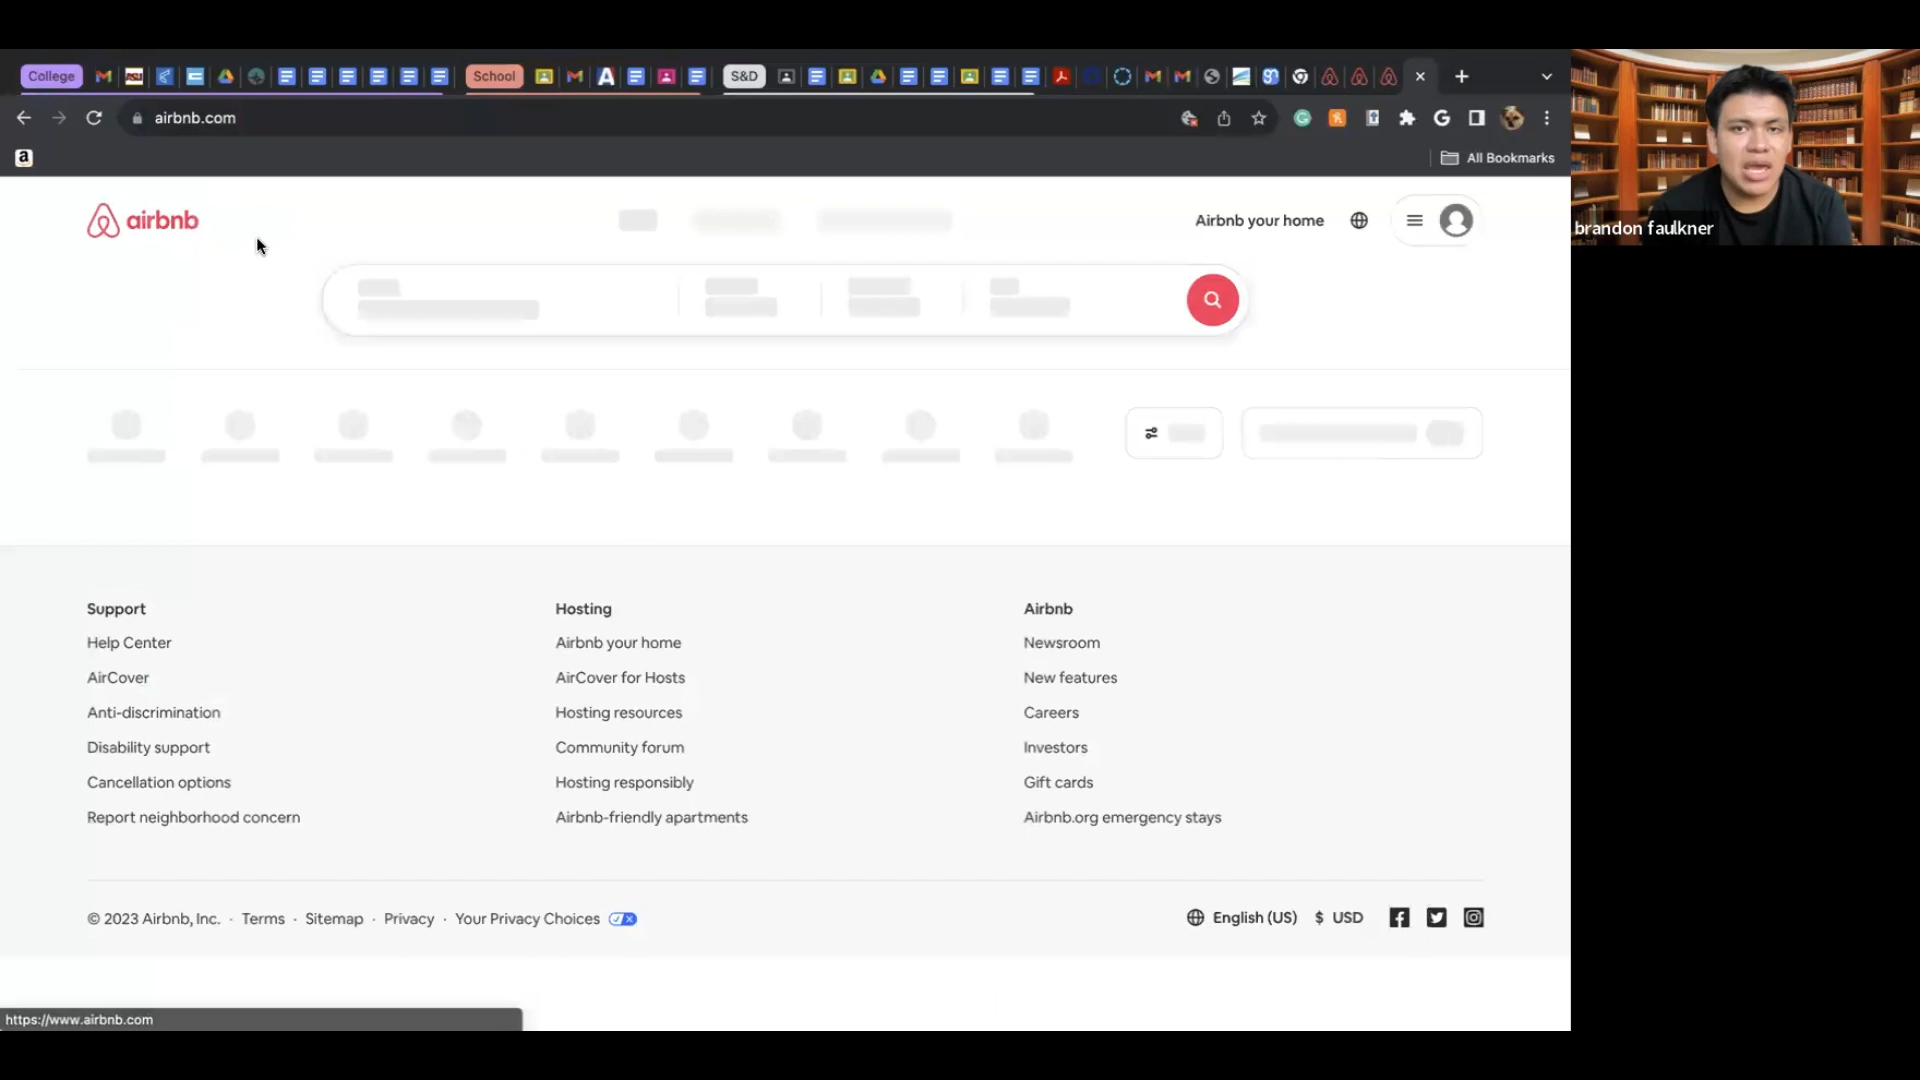 College
School
S&D
airbnb.com
All Bookmarks
a
airbnb
Airbnb your home
brandon faulkner
Support
Hosting
Airbnb
Help Center
Airbnb your home
Newsroom
AirCover
AirCover for Hosts
New features
Anti-discrimination
Hosting resources
Careers
Disability support
Community forum
Investors
Cancellation options
Hosting responsibly
Gift cards
Report neighborhood concern
Airbnb-friendly apartments
Airbnb.org emergency stays
© 2023 Airbnb, Inc. · Terms · Sitemap · Privacy · Your Privacy Choices
English (US) $ USD
https://www.airbnb.com